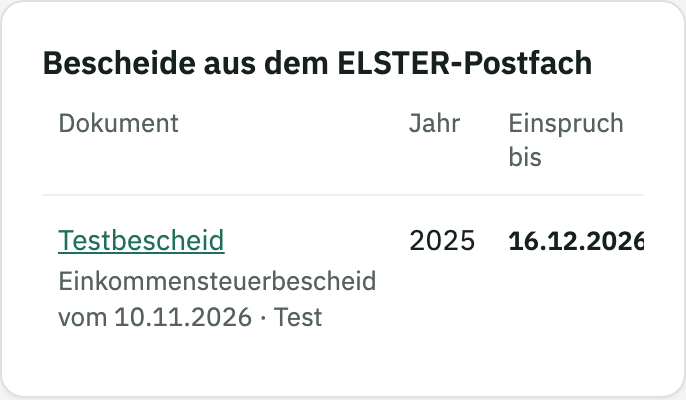 Bescheide aus dem ELSTER-Postfach
Dokument Jahr Einspruch
bis
Testbescheid 2025 16.12.2026
Einkommensteuerbescheid
vom 10.11.2026 · Test